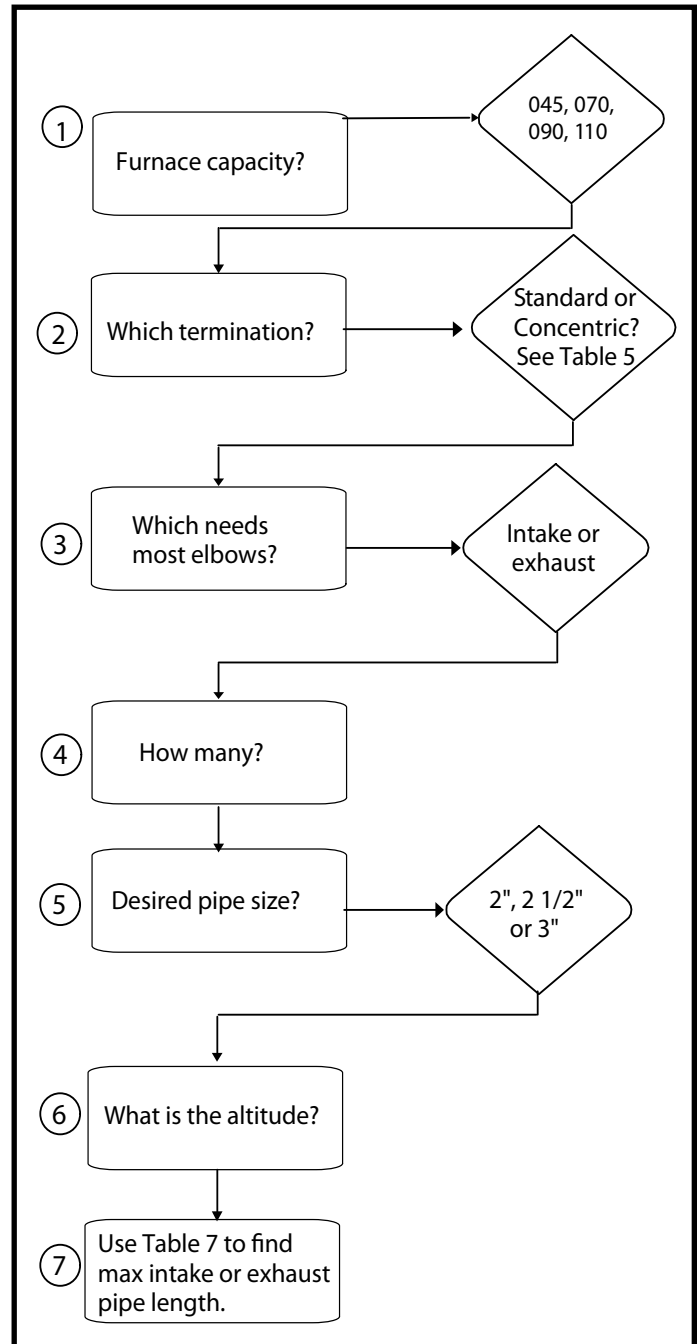 1
Furnace capacity?
045, 070,
090, 110
2
Which termination?
Standard or
Concentric?
See Table 5
3
Which needs
most elbows?
Intake or
exhaust
4
How many?
5
Desired pipe size?
2", 2 1/2"
or 3"
6
What is the altitude?
7
Use Table 7 to find
max intake or exhaust
pipe length.